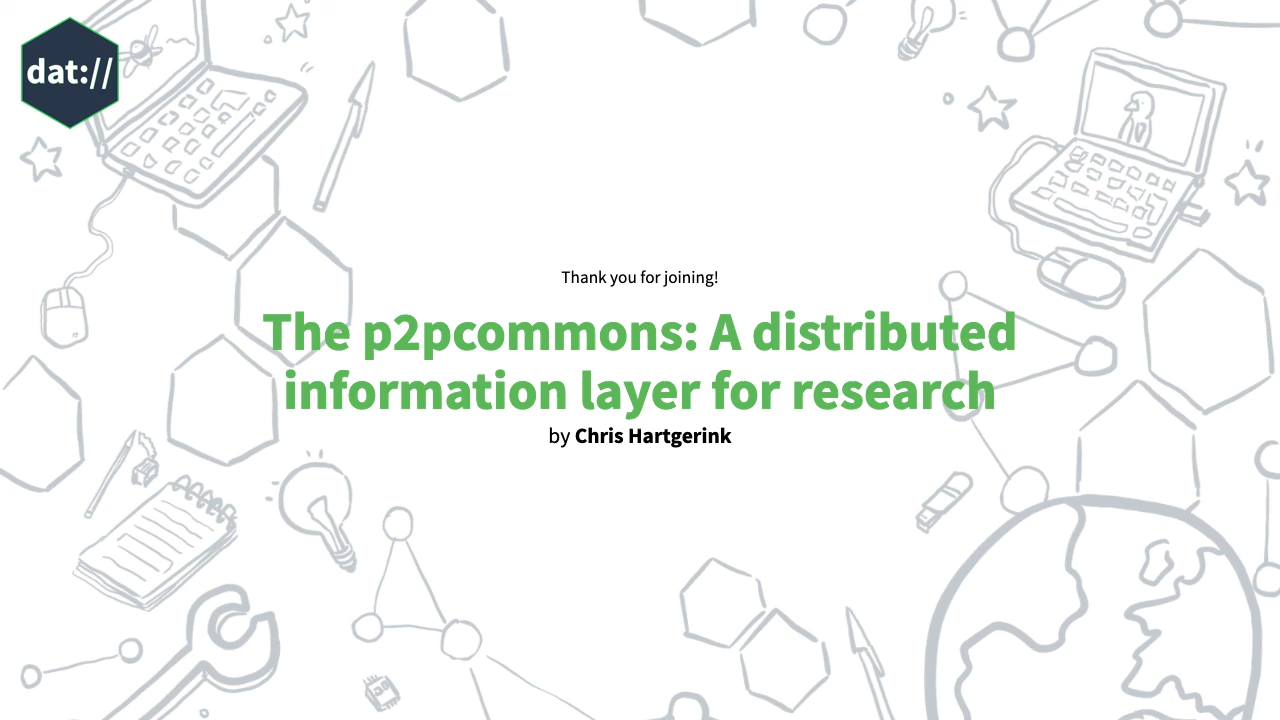 dat://
Thank you for joining!
The p2pcommons: A distributed
information layer for research
by Chris Hartgerink